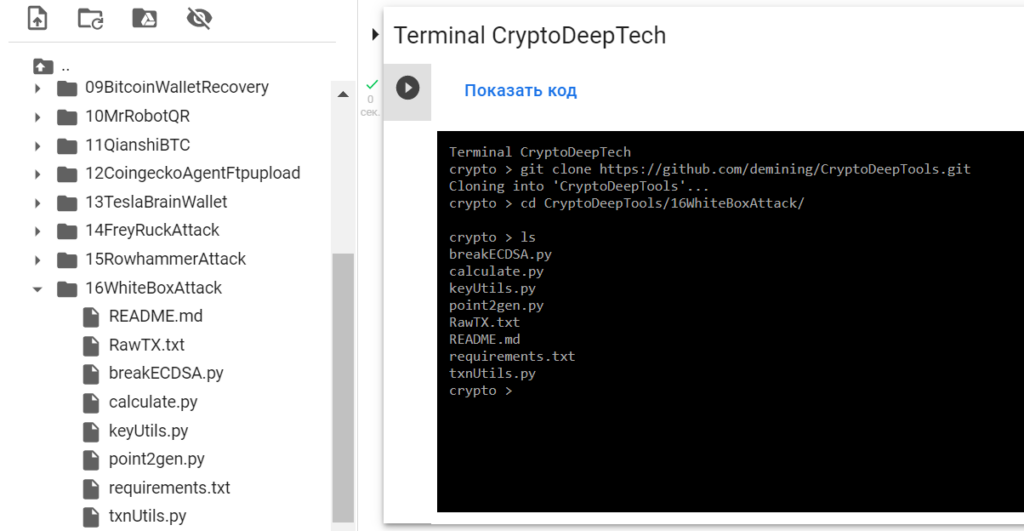 ..
09BitcoinWalletRecovery
10MrRobotQR
11QianshiBTC
12CoingeckoAgentFtpupload
13TeslaBrainWallet
14FreyRuckAttack
15RowhammerAttack
16WhiteBoxAttack
README.md
RawTX.txt
breakECDSA.py
calculate.py
keyUtils.py
point2gen.py
requirements.txt
txnUtils.py
Terminal CryptoDeepTech
0
сек.
Показать код
Terminal CryptoDeepTech
crypto > git clone https://github.com/demining/CryptoDeepTools.git
Cloning into 'CryptoDeepTools'...
crypto > cd CryptoDeepTools/16WhiteBoxAttack/
crypto > ls
breakECDSA.py
calculate.py
keyUtils.py
point2gen.py
RawTX.txt
README.md
requirements.txt
txnUtils.py
crypto >